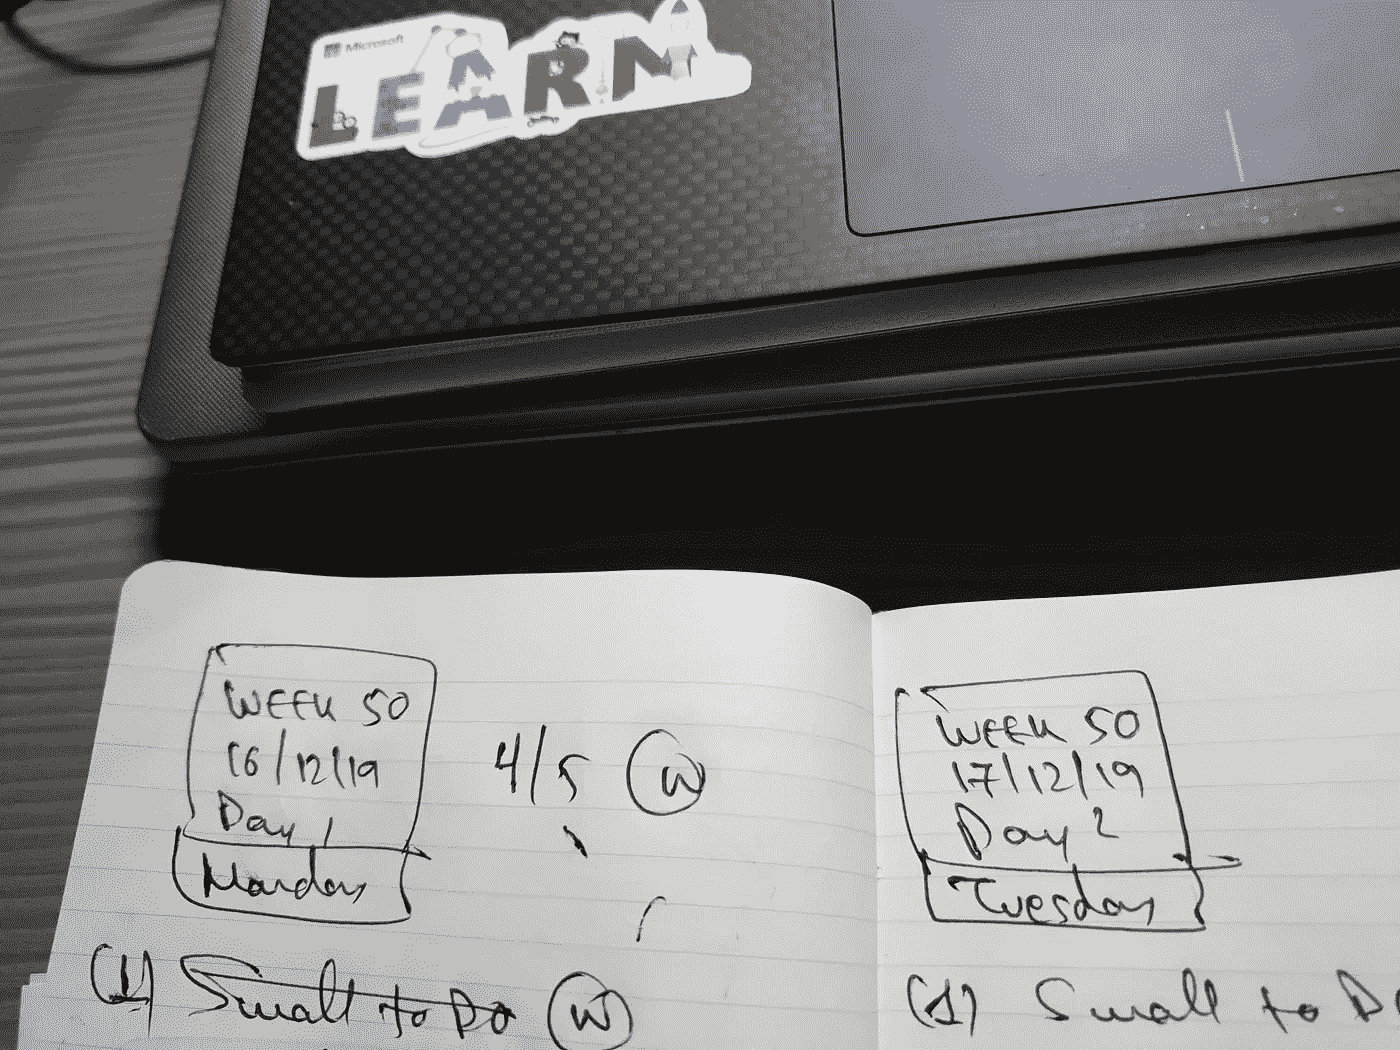 Microsoft
LEARN
WEEK 50
16/12/19
Day 1
Monday
4/5 W
(1) Small to Do W
WEEK 50
17/12/19
Day 2
Tuesday
(1) Small to Do